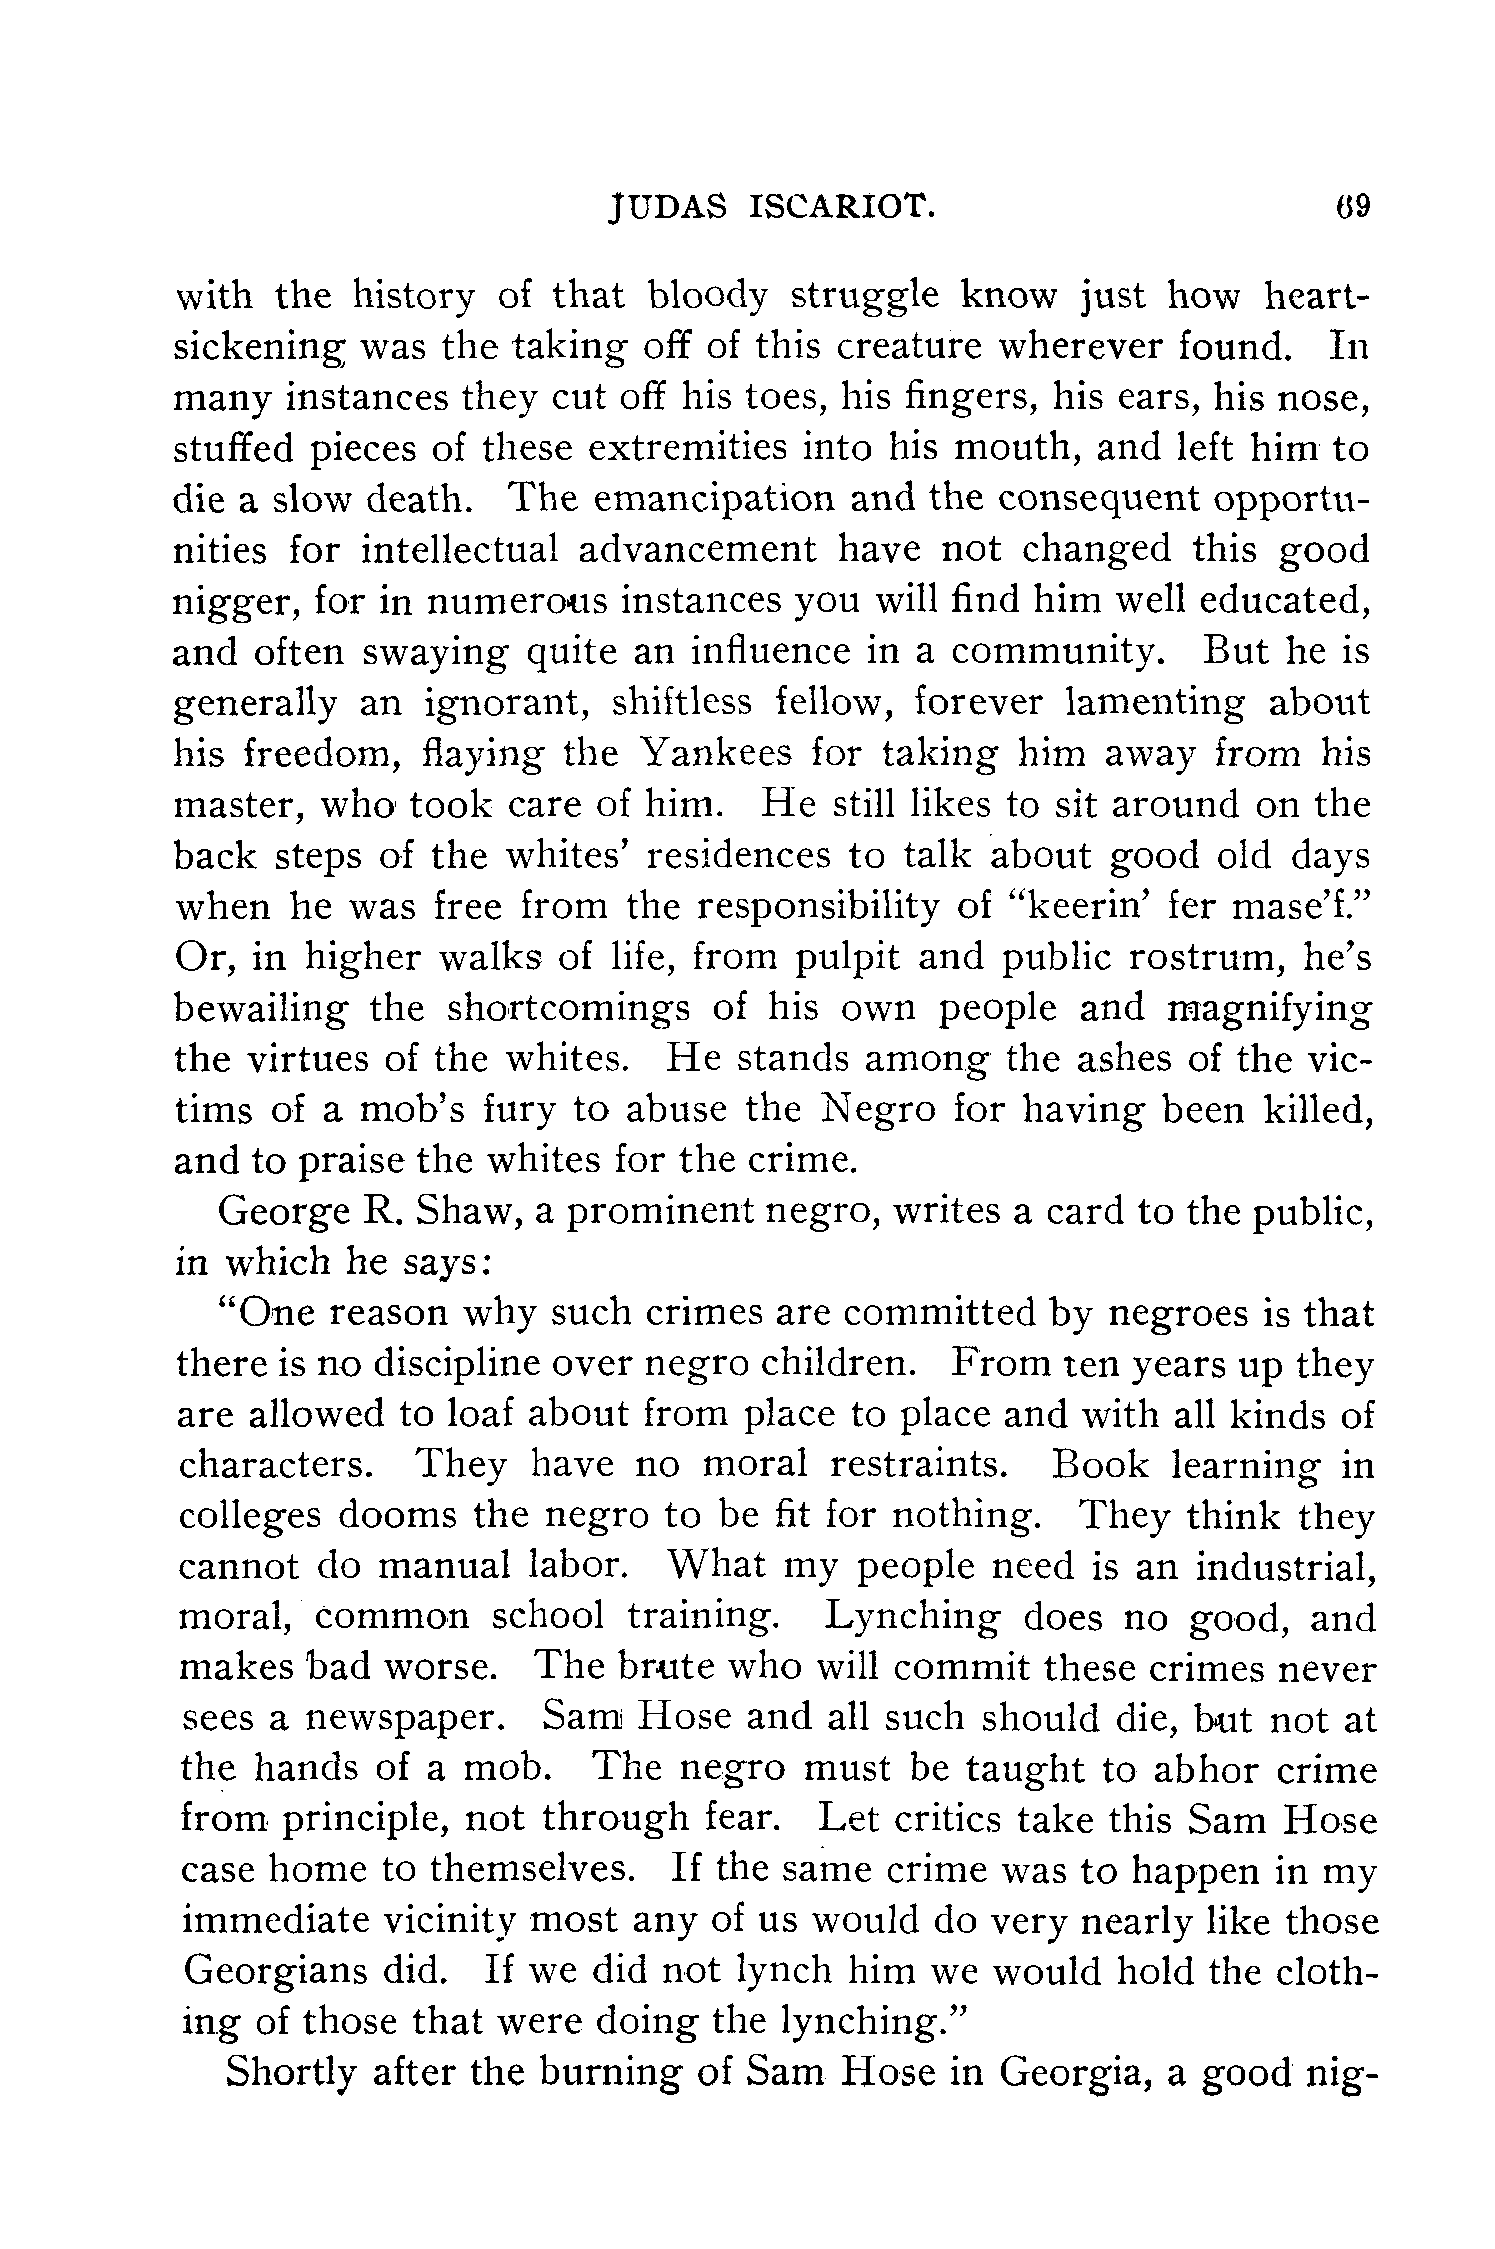 JUDAS ISCARIOT. 69
with the history of that bloody struggle know just how heart-
sickening was the taking off of this creature wherever found. In
many instances they cut off his toes, his fingers, his ears, his nose,
stuffed pieces of these extremities into his mouth, and left him to
die a slow death. The emancipation and the consequent opportu-
nities for intellectual advancement have not changed this good
nigger, for in numerous instances you will find him well educated,
and often swaying quite an influence in a community. But he is
generally an ignorant, shiftless fellow, forever lamenting about
his freedom, flaying the Yankees for taking him away from his
master, who took care of him. He still likes to sit around on the
back steps of the whites' residences to talk about good old days
when he was free from the responsibility of "keerin' fer mase'f."
Or, in higher walks of life, from pulpit and public rostrum, he's
bewailing the shortcomings of his own people and magnifying
the virtues of the whites. He stands among the ashes of the vic-
tims of a mob's fury to abuse the Negro for having been killed,
and to praise the whites for the crime.
George R. Shaw, a prominent negro, writes a card to the public,
in which he says:
"One reason why such crimes are committed by negroes is that
there is no discipline over negro children. From ten years up they
are allowed to loaf about from place to place and with all kinds of
characters. They have no moral restraints. Book learning in
colleges dooms the negro to be fit for nothing. They think they
cannot do manual labor. What my people need is an industrial,
moral, common school training. Lynching does no good, and
makes bad worse. The brute who will commit these crimes never
sees a newspaper. Sam Hose and all such should die, but not at
the hands of a mob. The negro must be taught to abhor crime
from principle, not through fear. Let critics take this Sam Hose
case home to themselves. If the same crime was to happen in my
immediate vicinity most any of us would do very nearly like those
Georgians did. If we did not lynch him we would hold the cloth-
ing of those that were doing the lynching."
Shortly after the burning of Sam Hose in Georgia, a good nig-